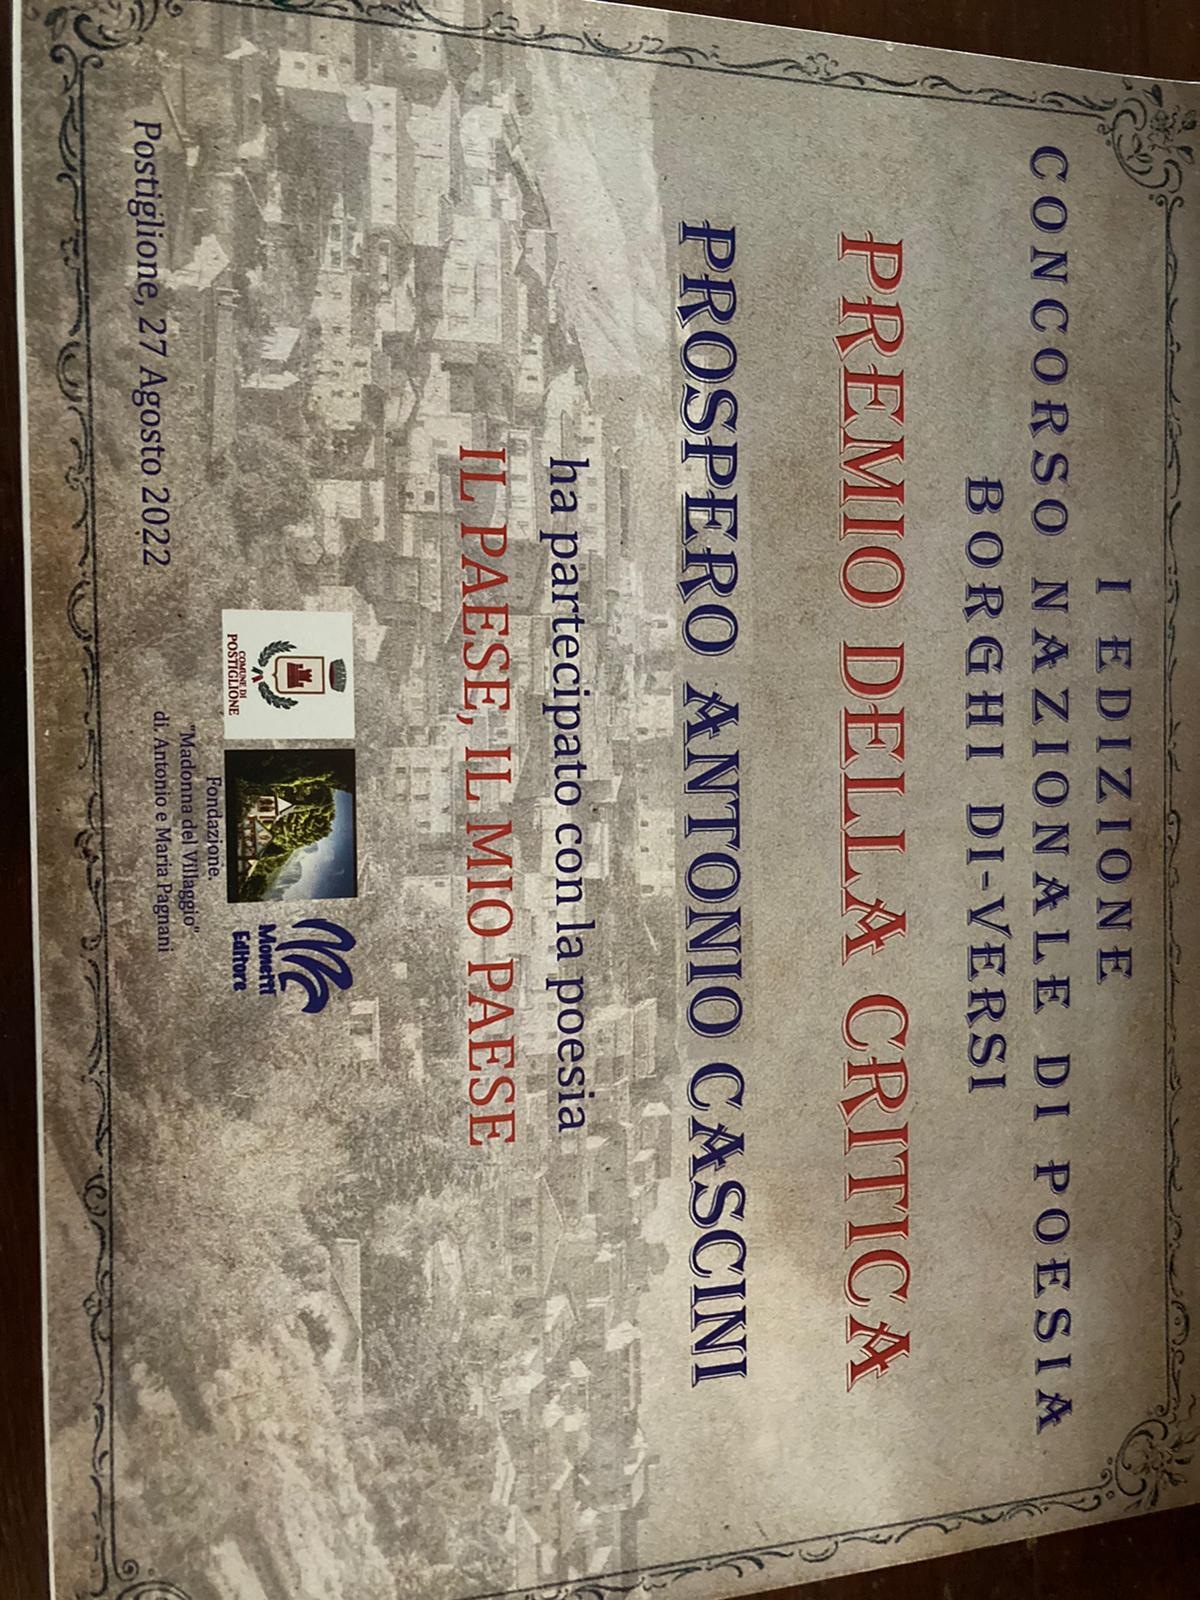 I EDIZIONE
CONCORSO NAZIONALE DI POESIA
BORGHI DI-VERSI
PREMIO DELLA CRITICA
PROSPERO ANTONIO CASCINI
ha partecipato con la poesia
IL PAESE, IL MIO PAESE
COMUNE DI
POSTIGLIONE
Monetti
Editore
Fondazione.
"Madonna del Villaggio"
di. Antonio e Maria Pagnani
Postiglione, 27 Agosto 2022